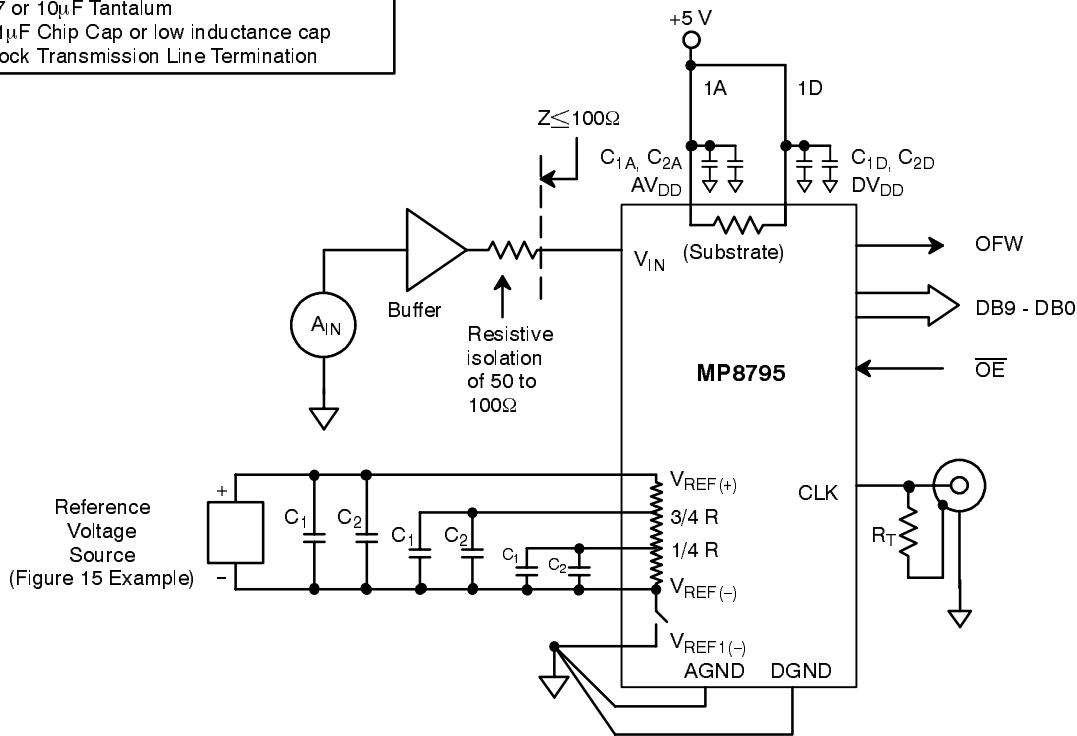 or 10μF Tantalum
μF Chip Cap or low inductance cap
Transmission Line Termination
+5 V
1A
1D
Z≤100Ω
C1A, C2A
AVDD
C1D, C2D
DVDD
(Substrate)
VIN
OFW
DB9 - DB0
OE
Buffer
AIN
Resistive
isolation
of 50 to
100Ω
MP8795
CLK
RT
Reference
Voltage
Source
(Figure 15 Example)
+
−
C1
C2
C1
C2
C1
C2
VREF(+)
3/4 R
1/4 R
VREF(−)
VREF1(−)
AGND
DGND